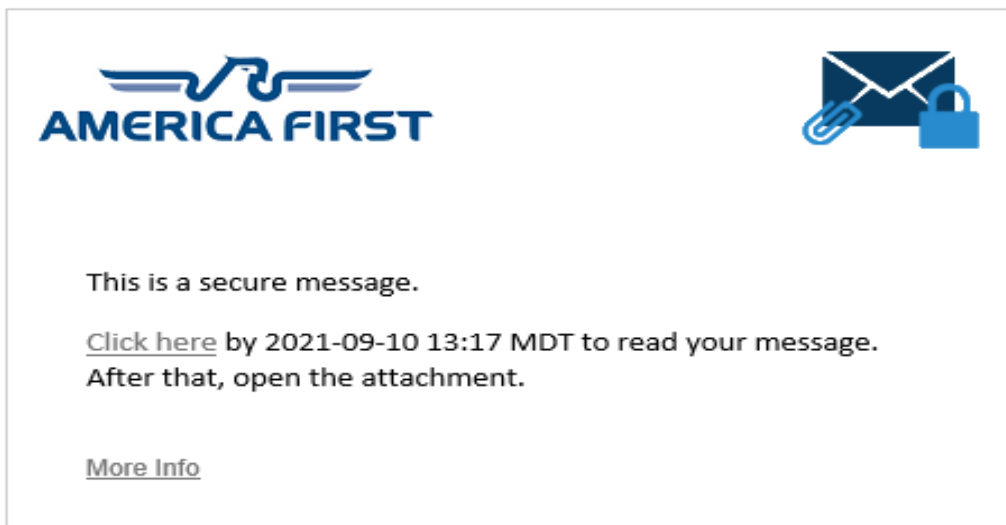 AMERICA FIRST
This is a secure message.
Click here by 2021-09-10 13:17 MDT to read your message.
After that, open the attachment.
More Info